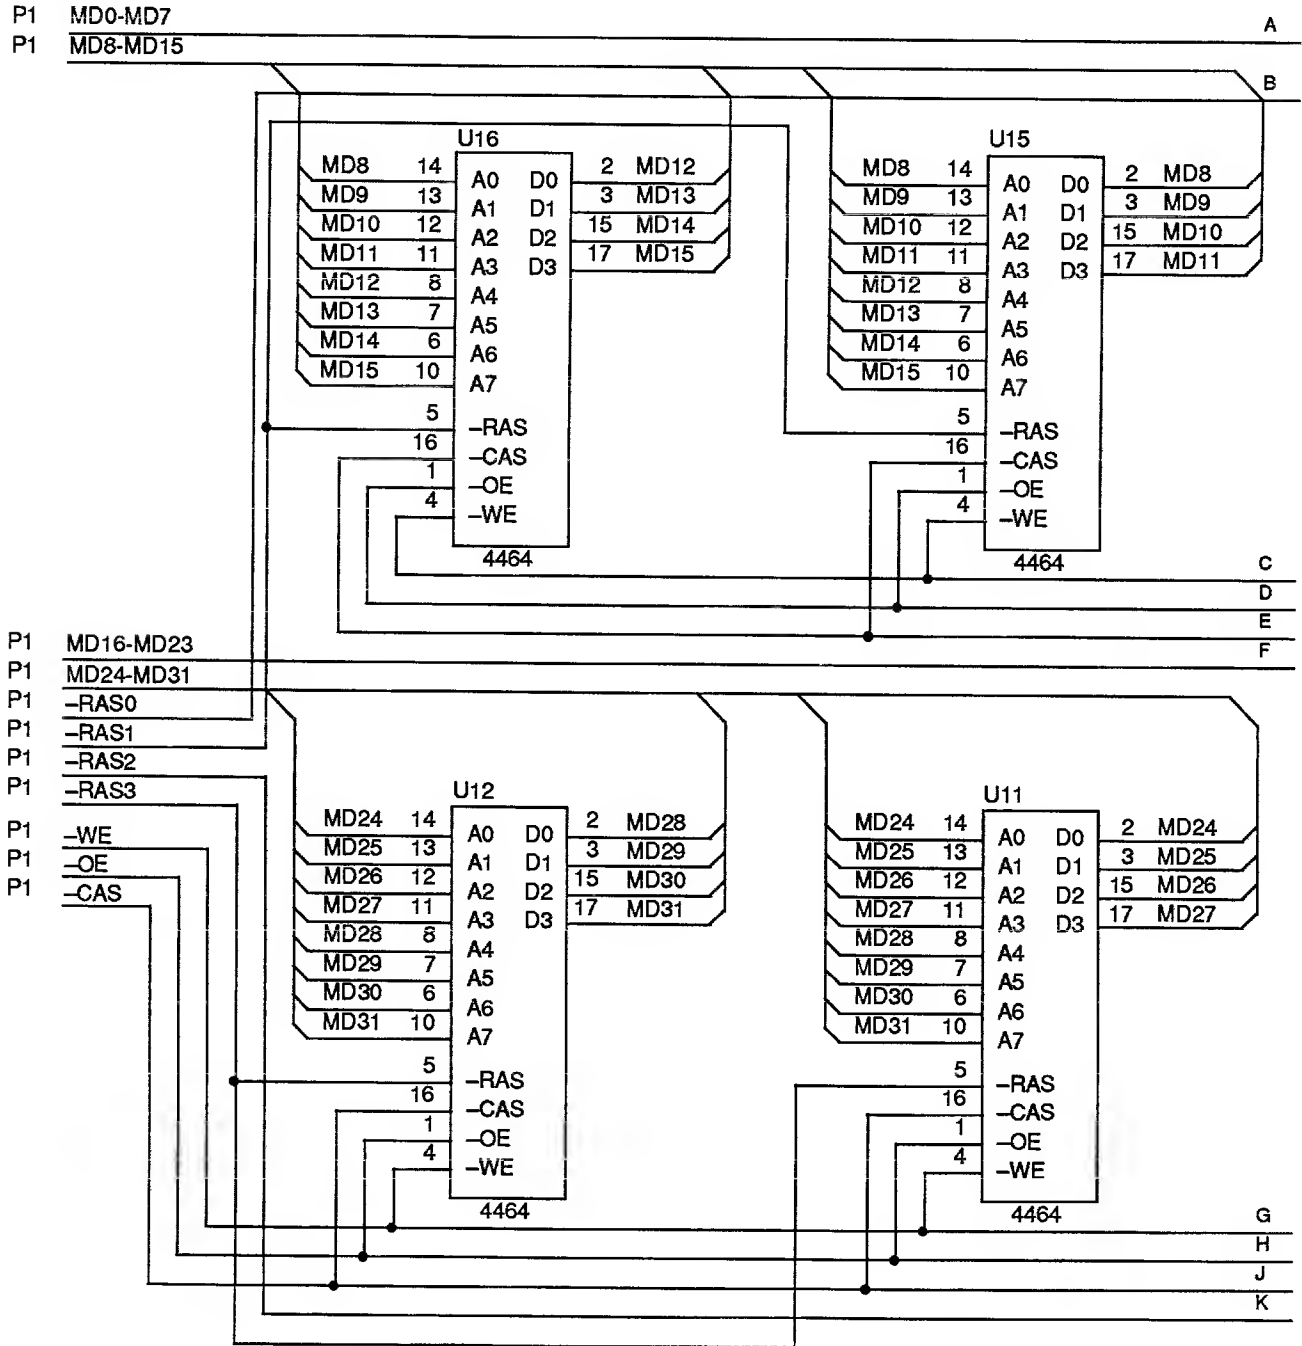 P1 MD0-MD7 A
P1 MD8-MD15 B
U16 U15
MD8 14 A0 D0 2 MD12 MD8 14 A0 D0 2 MD8
MD9 13 A1 D1 3 MD13 MD9 13 A1 D1 3 MD9
MD10 12 A2 D2 15 MD14 MD10 12 A2 D2 15 MD10
MD11 11 A3 D3 17 MD15 MD11 11 A3 D3 17 MD11
MD12 8 A4 MD12 8 A4
MD13 7 A5 MD13 7 A5
MD14 6 A6 MD14 6 A6
MD15 10 A7 MD15 10 A7
5 –RAS 5 –RAS
16 –CAS 16 –CAS
1 –OE 1 –OE
4 –WE 4 –WE
4464 4464
C
D
E
P1 MD16-MD23 F
P1 MD24-MD31
P1 –RAS0
P1 –RAS1
P1 –RAS2
P1 –RAS3
P1 –WE
P1 –OE
P1 –CAS
U12 U11
MD24 14 A0 D0 2 MD28 MD24 14 A0 D0 2 MD24
MD25 13 A1 D1 3 MD29 MD25 13 A1 D1 3 MD25
MD26 12 A2 D2 15 MD30 MD26 12 A2 D2 15 MD26
MD27 11 A3 D3 17 MD31 MD27 11 A3 D3 17 MD27
MD28 8 A4 MD28 8 A4
MD29 7 A5 MD29 7 A5
MD30 6 A6 MD30 6 A6
MD31 10 A7 MD31 10 A7
5 –RAS 5 –RAS
16 –CAS 16 –CAS
1 –OE 1 –OE
4 –WE 4 –WE
4464 4464
G
H
J
K